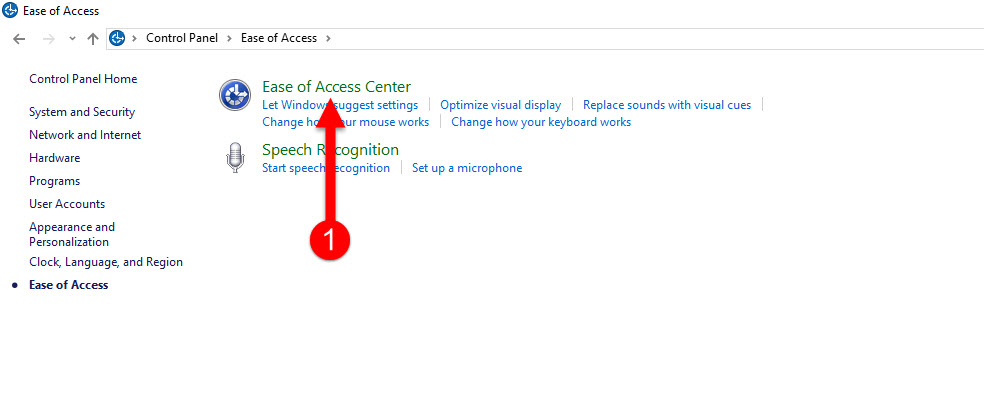 Ease of Access
Control Panel Ease of Access
Control Panel Home
System and Security
Network and Internet
Hardware
Programs
User Accounts
Appearance and
Personalization
Clock, Language, and Region
Ease of Access
Ease of Access Center
Let Windows suggest settings Optimize visual display Replace sounds with visual cues
Change how your mouse works Change how your keyboard works
Speech Recognition
Start speech recognition Set up a microphone
1